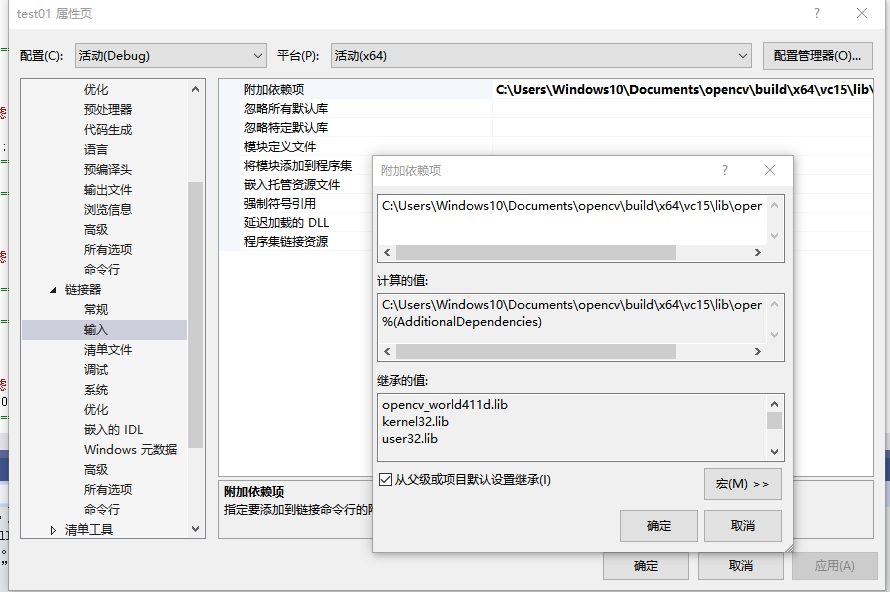 test01 属性页
配置(C): 活动(Debug) 平台(P): 活动(x64) 配置管理器(O)...
优化
预处理器
代码生成
语言
预编译头
输出文件
浏览信息
高级
所有选项
命令行
链接器
常规
输入
清单文件
调试
系统
优化
嵌入的 IDL
Windows 元数据
高级
所有选项
命令行
清单工具
附加依赖项 C:\Users\Windows10\Documents\opencv\build\x64\vc15\lib\
忽略所有默认库
忽略特定默认库
模块定义文件
将模块添加到程序集
嵌入托管资源文件
强制符号引用
延迟加载的 DLL
程序集链接资源
附加依赖项
指定要添加到链接命令行的
附加依赖项
C:\Users\Windows10\Documents\opencv\build\x64\vc15\lib\oper
计算的值:
C:\Users\Windows10\Documents\opencv\build\x64\vc15\lib\oper
%(AdditionalDependencies)
继承的值:
opencv_world411d.lib
kernel32.lib
user32.lib
从父级或项目默认设置继承(I)
宏(M) >>
确定 取消
确定 取消 应用(A)